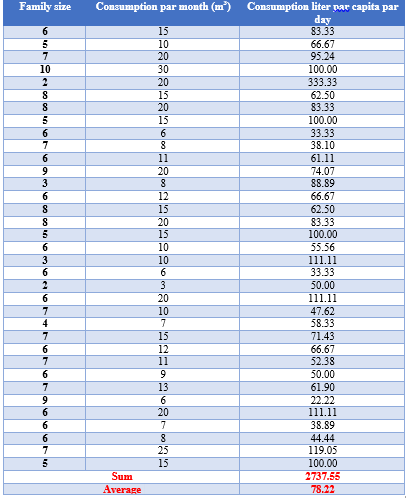 Family size Consumption par month (m³) Consumption liter par capita par day
6 15 83.33
5 10 66.67
7 20 95.24
10 30 100.00
2 20 333.33
8 15 62.50
8 20 83.33
5 15 100.00
6 6 33.33
7 8 38.10
6 11 61.11
9 20 74.07
3 8 88.89
6 12 66.67
8 15 62.50
8 20 83.33
5 15 100.00
6 10 55.56
3 10 111.11
6 6 33.33
2 3 50.00
6 20 111.11
7 10 47.62
4 7 58.33
7 15 71.43
6 12 66.67
7 11 52.38
6 9 50.00
7 13 61.90
9 6 22.22
6 20 111.11
6 7 38.89
6 8 44.44
7 25 119.05
5 15 100.00
Sum 2737.55
Average 78.22